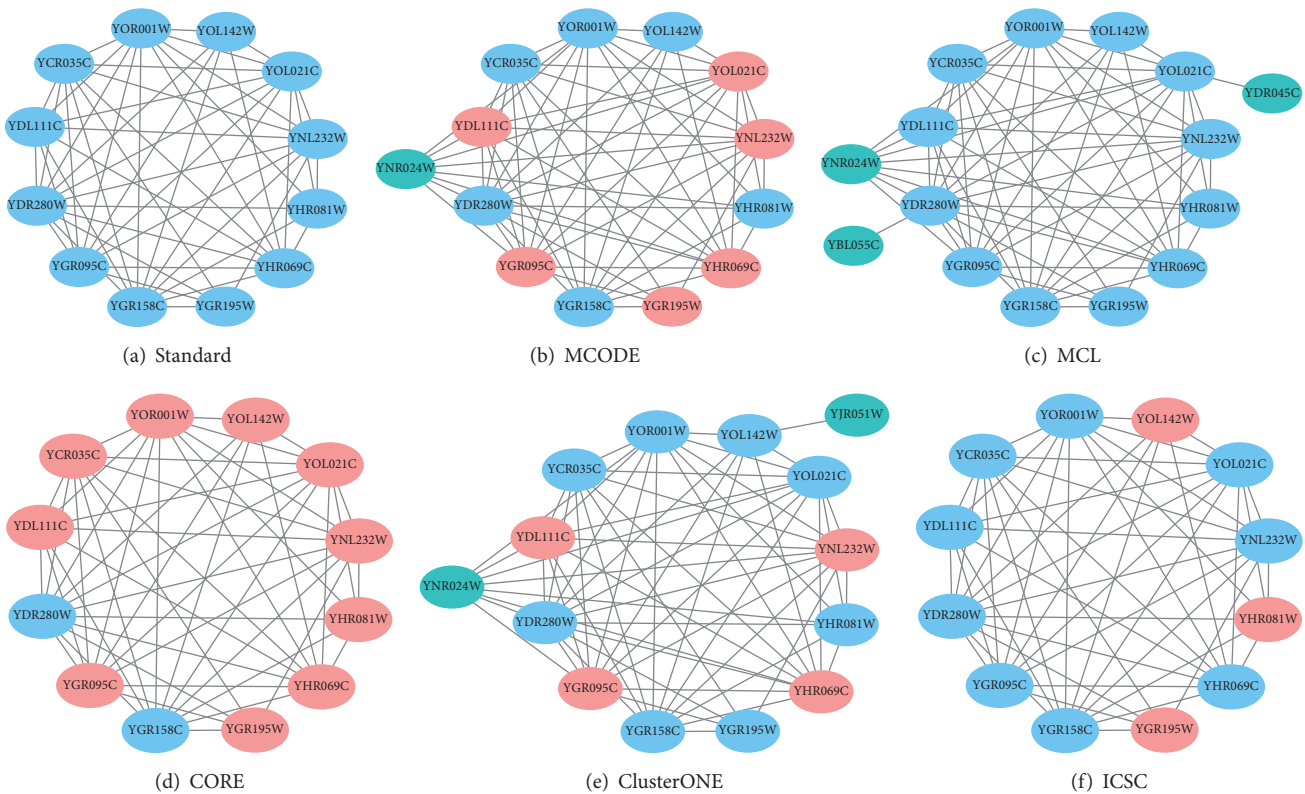 YOR001W
YOL142W
YCR035C
YOL021C
YDL111C
YNL232W
YDR280W
YHR081W
YGR095C
YHR069C
YGR158C
YGR195W
(a) Standard
YOR001W
YOL142W
YCR035C
YOL021C
YDL111C
YNL232W
YNR024W
YDR280W
YHR081W
YGR095C
YHR069C
YGR158C
YGR195W
(b) MCODE
YOR001W
YOL142W
YCR035C
YOL021C
YDR045C
YDL111C
YNL232W
YNR024W
YDR280W
YHR081W
YBL055C
YGR095C
YHR069C
YGR158C
YGR195W
(c) MCL
YOR001W
YOL142W
YCR035C
YOL021C
YDL111C
YNL232W
YDR280W
YHR081W
YGR095C
YHR069C
YGR158C
YGR195W
(d) CORE
YJR051W
YOR001W
YOL142W
YCR035C
YOL021C
YDL111C
YNL232W
YNR024W
YDR280W
YHR081W
YGR095C
YHR069C
YGR158C
YGR195W
(e) ClusterONE
YOR001W
YOL142W
YCR035C
YOL021C
YDL111C
YNL232W
YDR280W
YHR081W
YGR095C
YHR069C
YGR158C
YGR195W
(f) ICSC